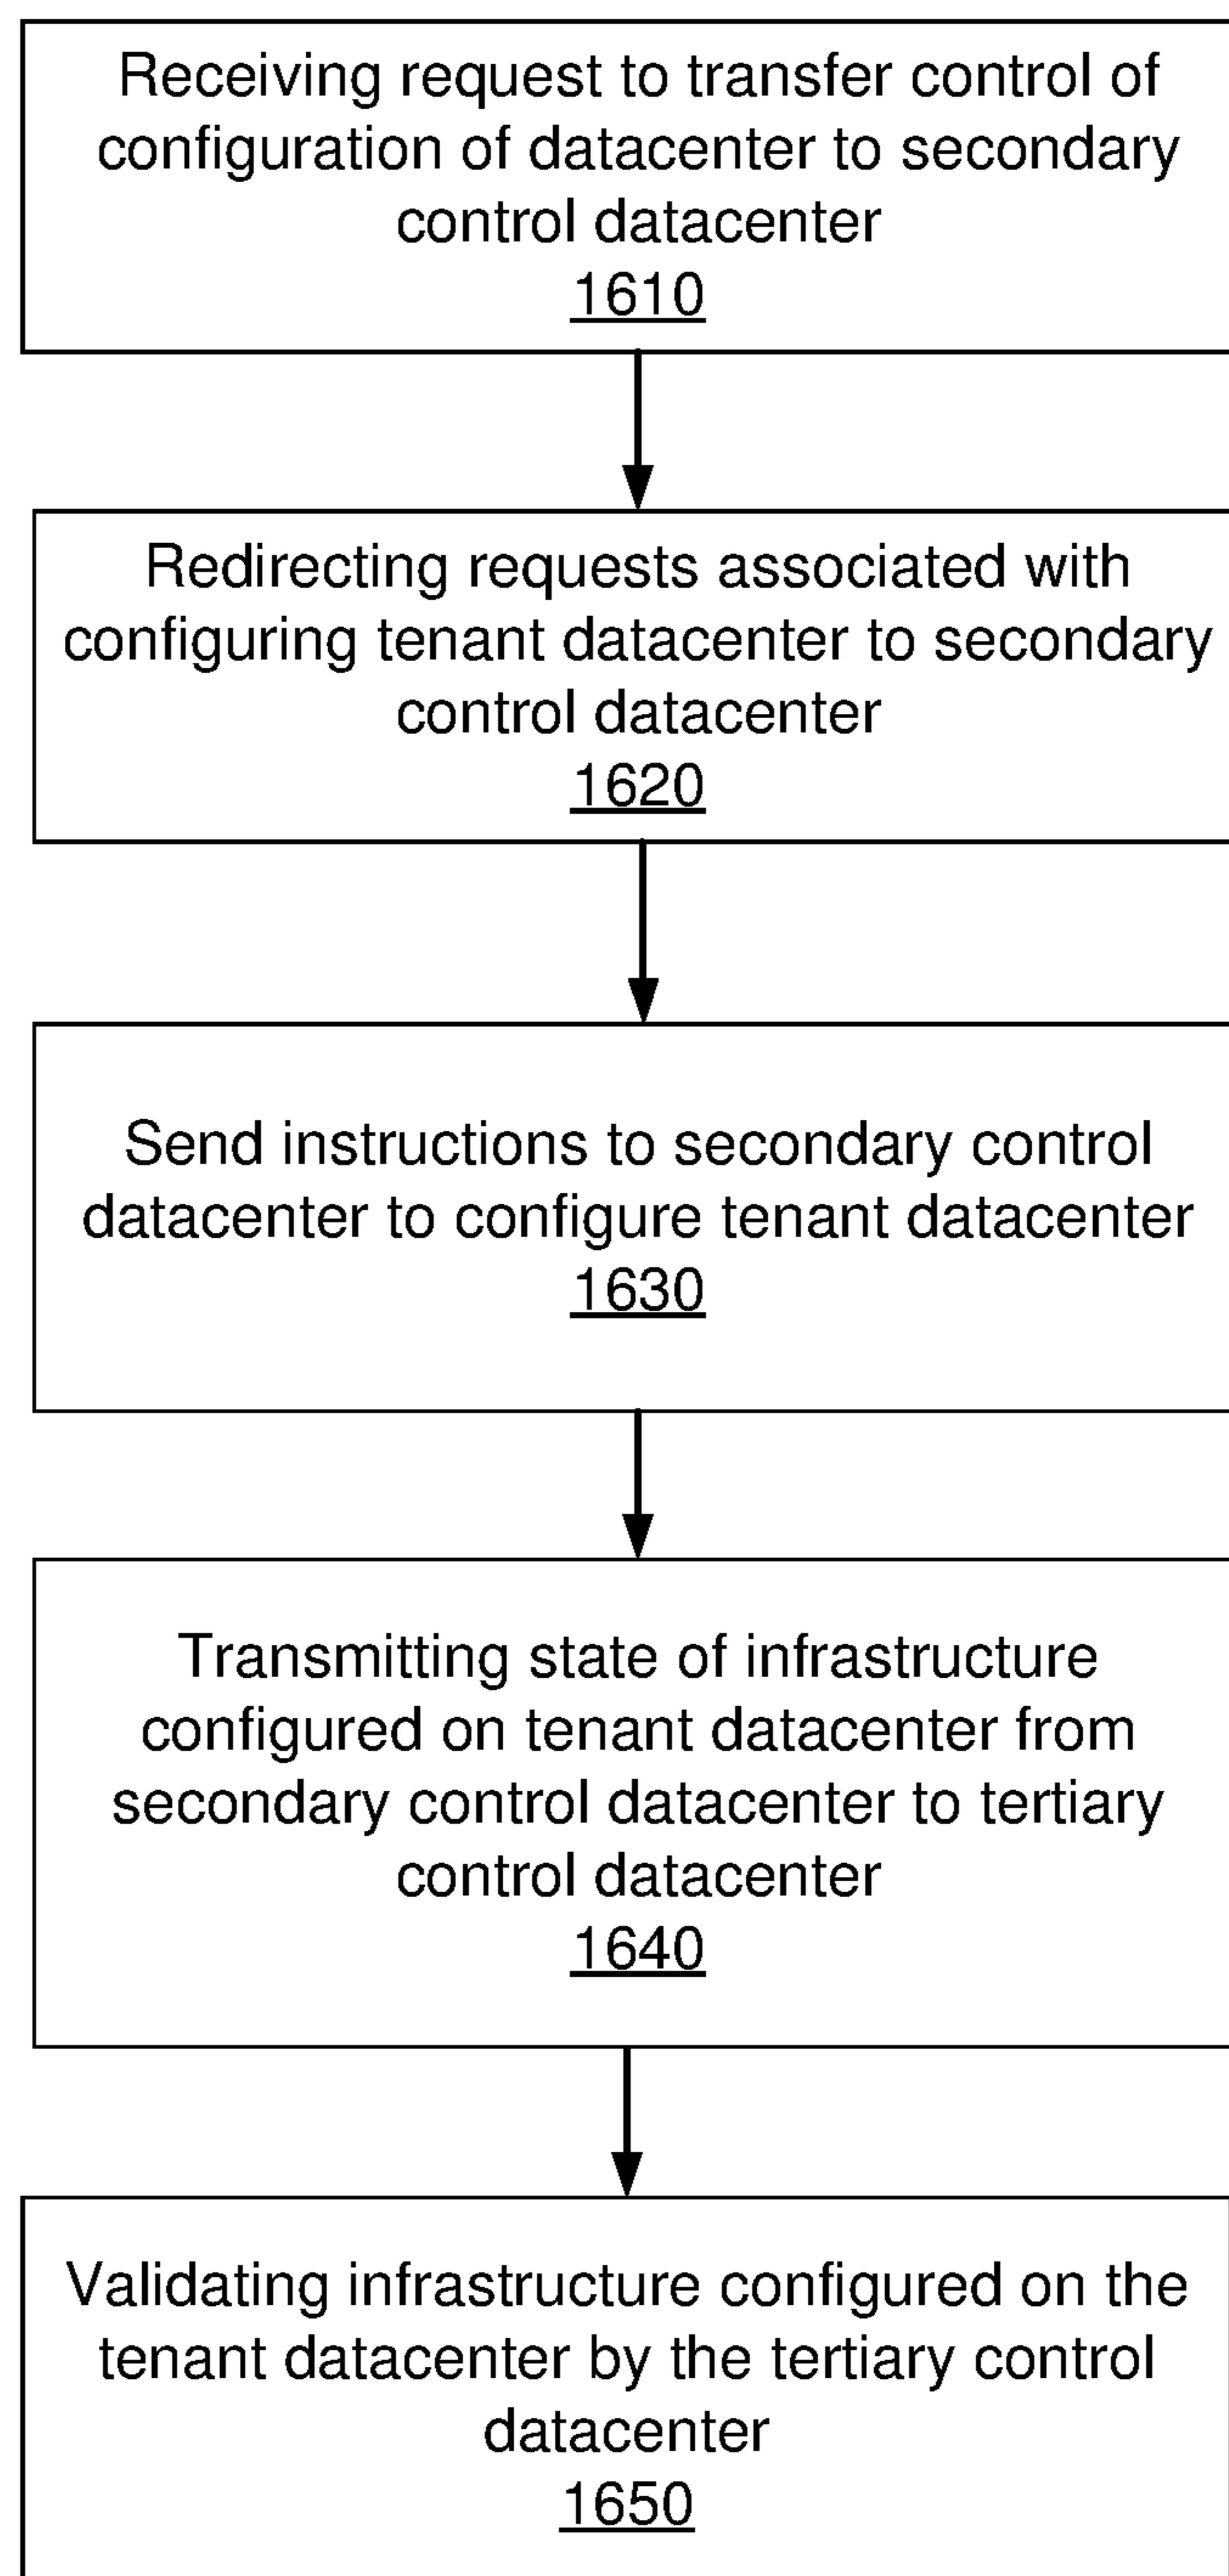 Receiving request to transfer control of
configuration of datacenter to secondary
control datacenter
1610
Redirecting requests associated with
configuring tenant datacenter to secondary
control datacenter
1620
Send instructions to secondary control
datacenter to configure tenant datacenter
1630
Transmitting state of infrastructure
configured on tenant datacenter from
secondary control datacenter to tertiary
control datacenter
1640
Validating infrastructure configured on the
tenant datacenter by the tertiary control
datacenter
1650